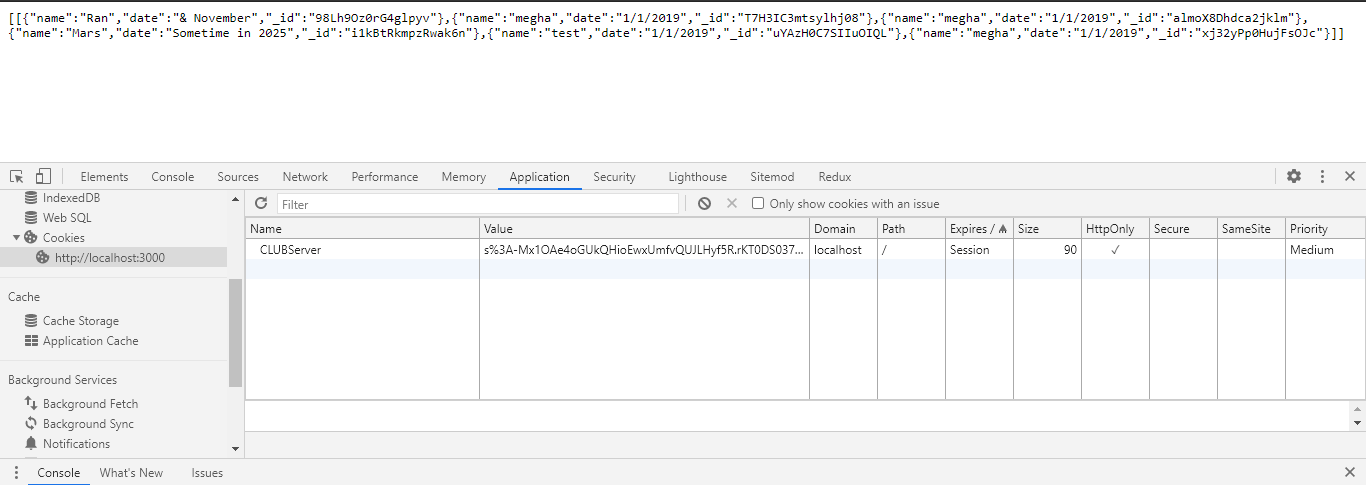 [[{"name":"Ran","date":"& November","_id":"98Lh9Oz0rG4glpyv"},{"name":"megha","date":"1/1/2019","_id":"T7H3IC3mtsylhj08"},{"name":"megha","date":"1/1/2019","_id":"almoX8Dhdca2jklm"},
{"name":"Mars","date":"Sometime in 2025","_id":"i1kBtRkmpzRwak6n"},{"name":"test","date":"1/1/2019","_id":"uYAzH0C7SIIuOIQL"},{"name":"megha","date":"1/1/2019","_id":"xj32yPp0HujFsOJc"}]]
Elements Console Sources Network Performance Memory Application Security Lighthouse Sitemod Redux
IndexedDB
Web SQL
Cookies
http://localhost:3000
Cache
Cache Storage
Application Cache
Background Services
Background Fetch
Background Sync
Notifications
Filter Only show cookies with an issue
Name Value Domain Path Expires / Size HttpOnly Secure SameSite Priority
CLUBServer s%3A-Mx1OAe4oGUkQHioEwxUmfvQUJLHyf5R.rKT0DS037... localhost / Session 90 ✓ Medium
Console What's New Issues